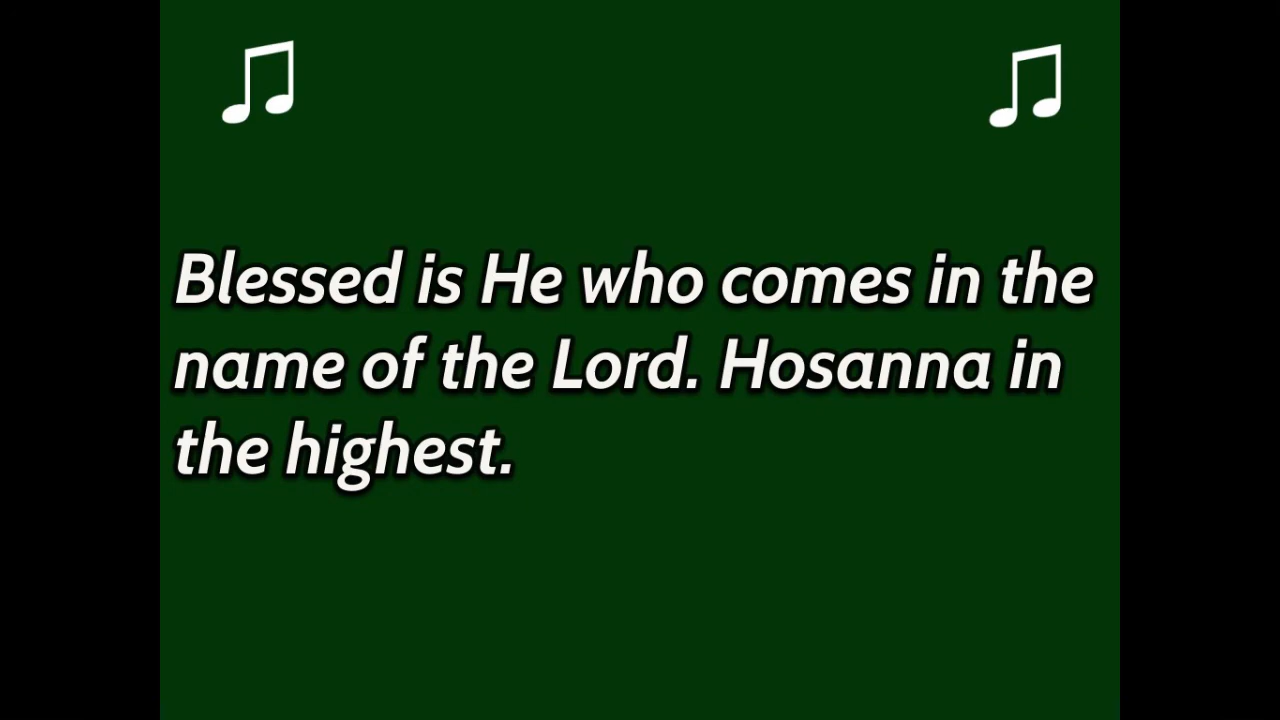 Blessed is He who comes in the
name of the Lord. Hosanna in
the highest.